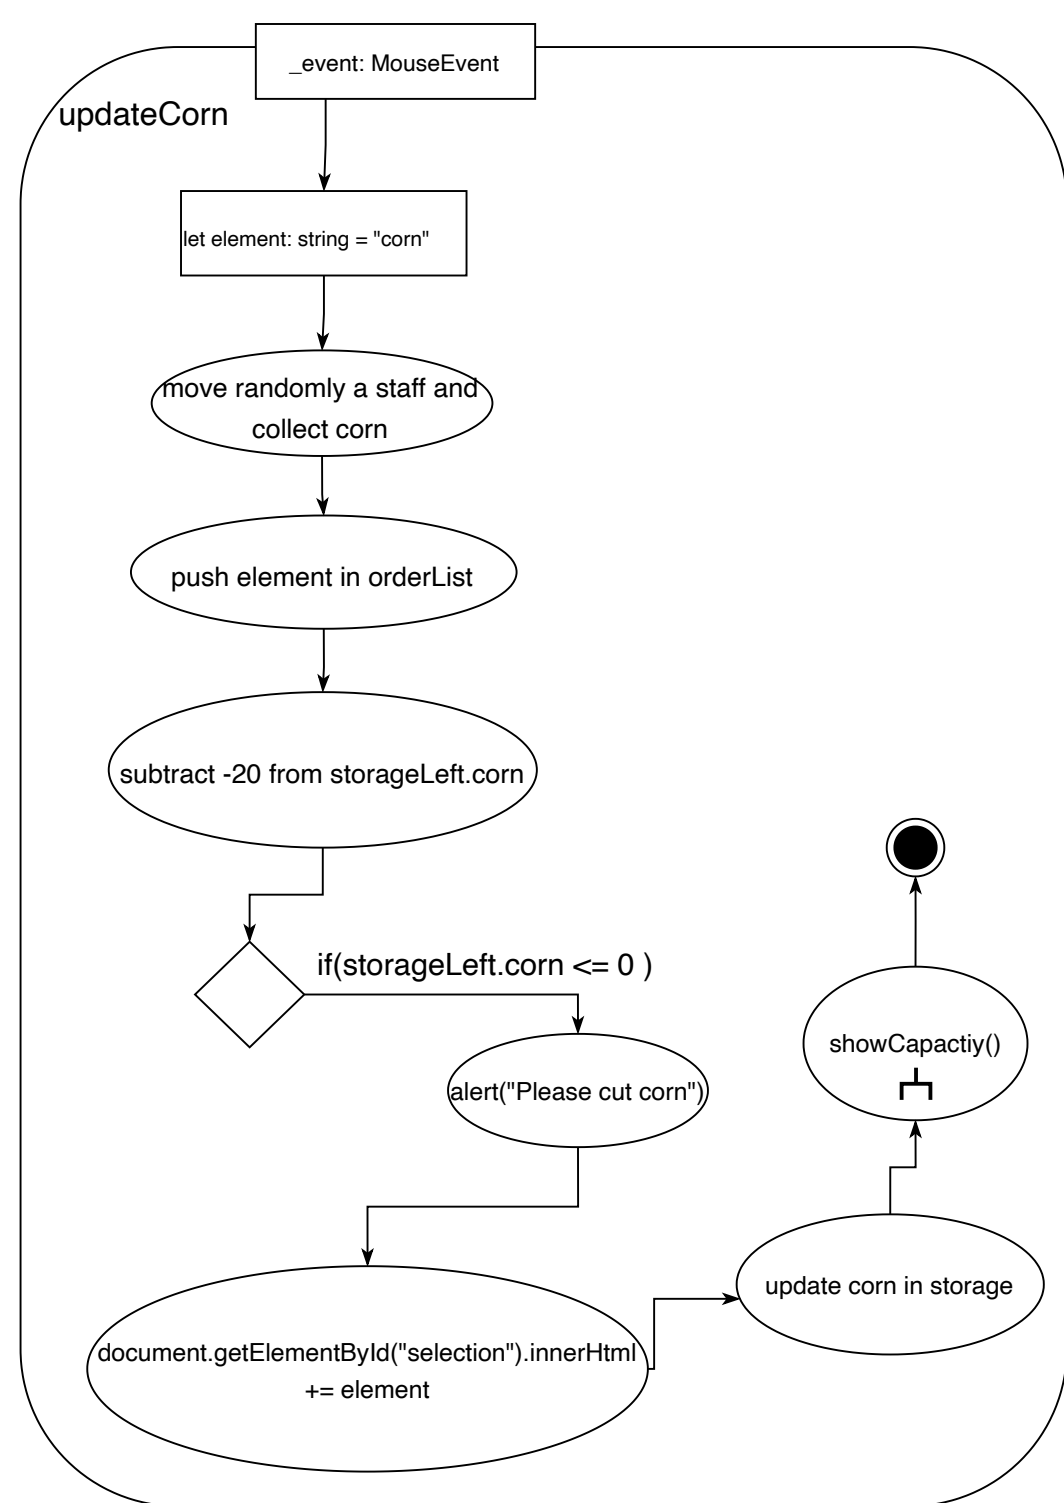 _event: MouseEvent
updateCorn
let element: string = "corn"
move randomly a staff and
collect corn
push element in orderList
subtract -20 from storageLeft.corn
if(storageLeft.corn <= 0 )
showCapactiy()
alert("Please cut corn")
update corn in storage
document.getElementById("selection").innerHtml
+= element